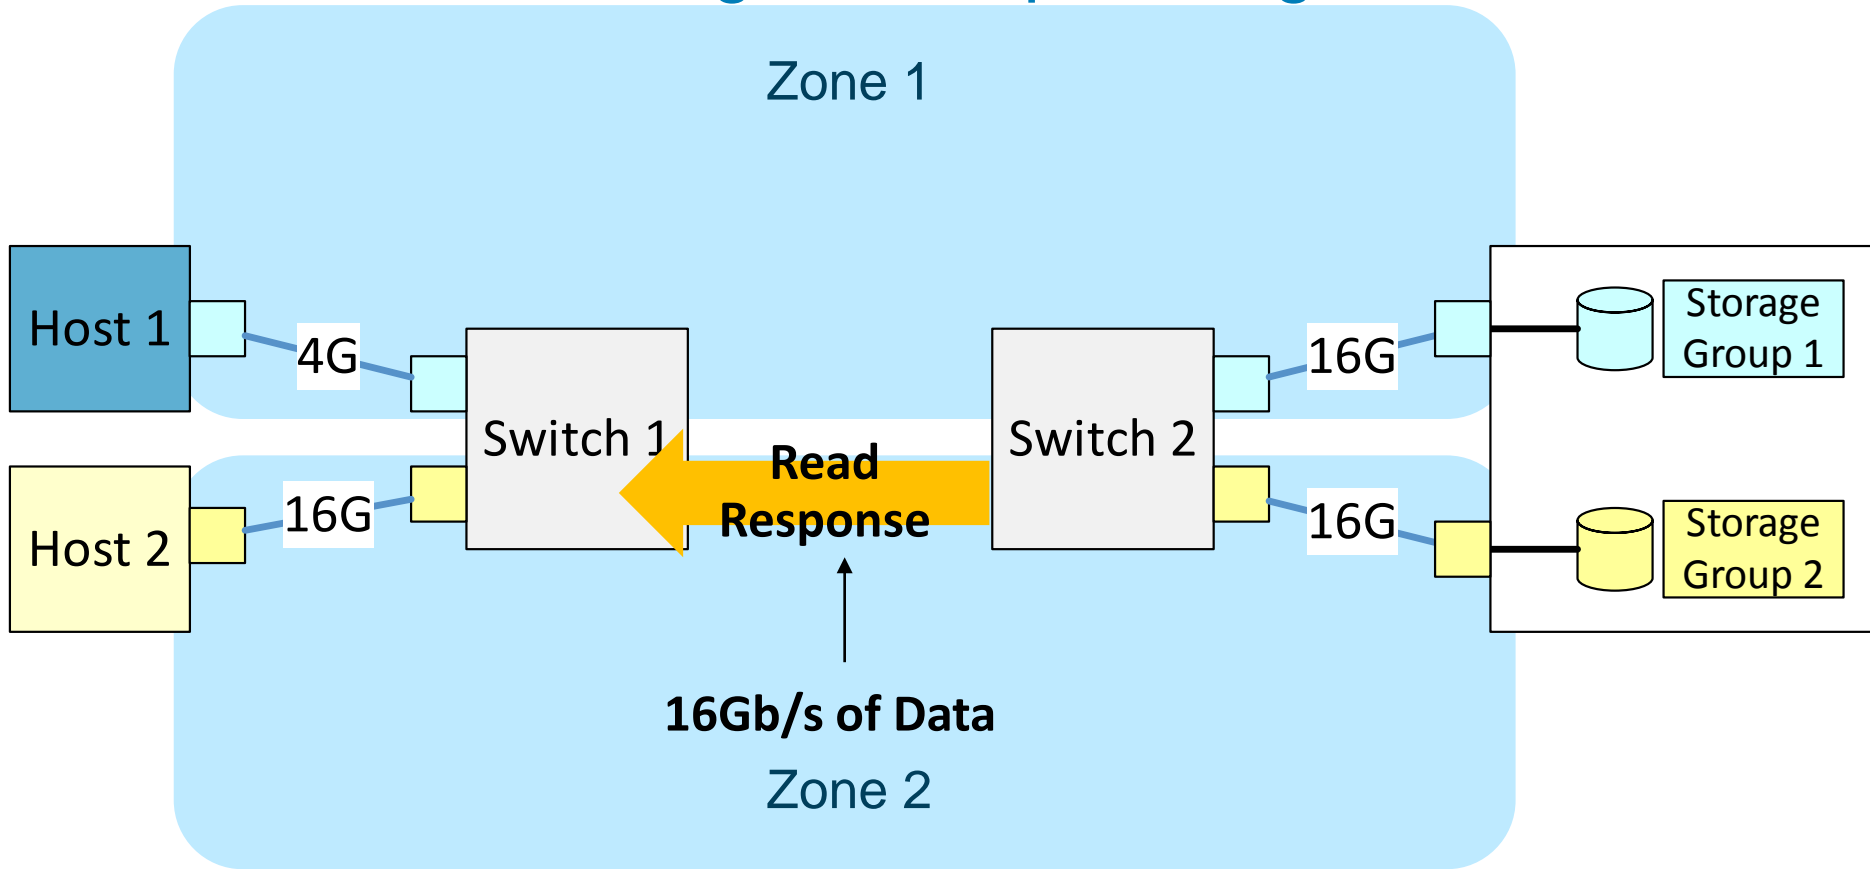 Zone 1
Host 1
4G
16G
Storage
Group 1
Switch 1
Switch 2
Read
Response
Host 2
16G
16G
Storage
Group 2
16Gb/s of Data
Zone 2